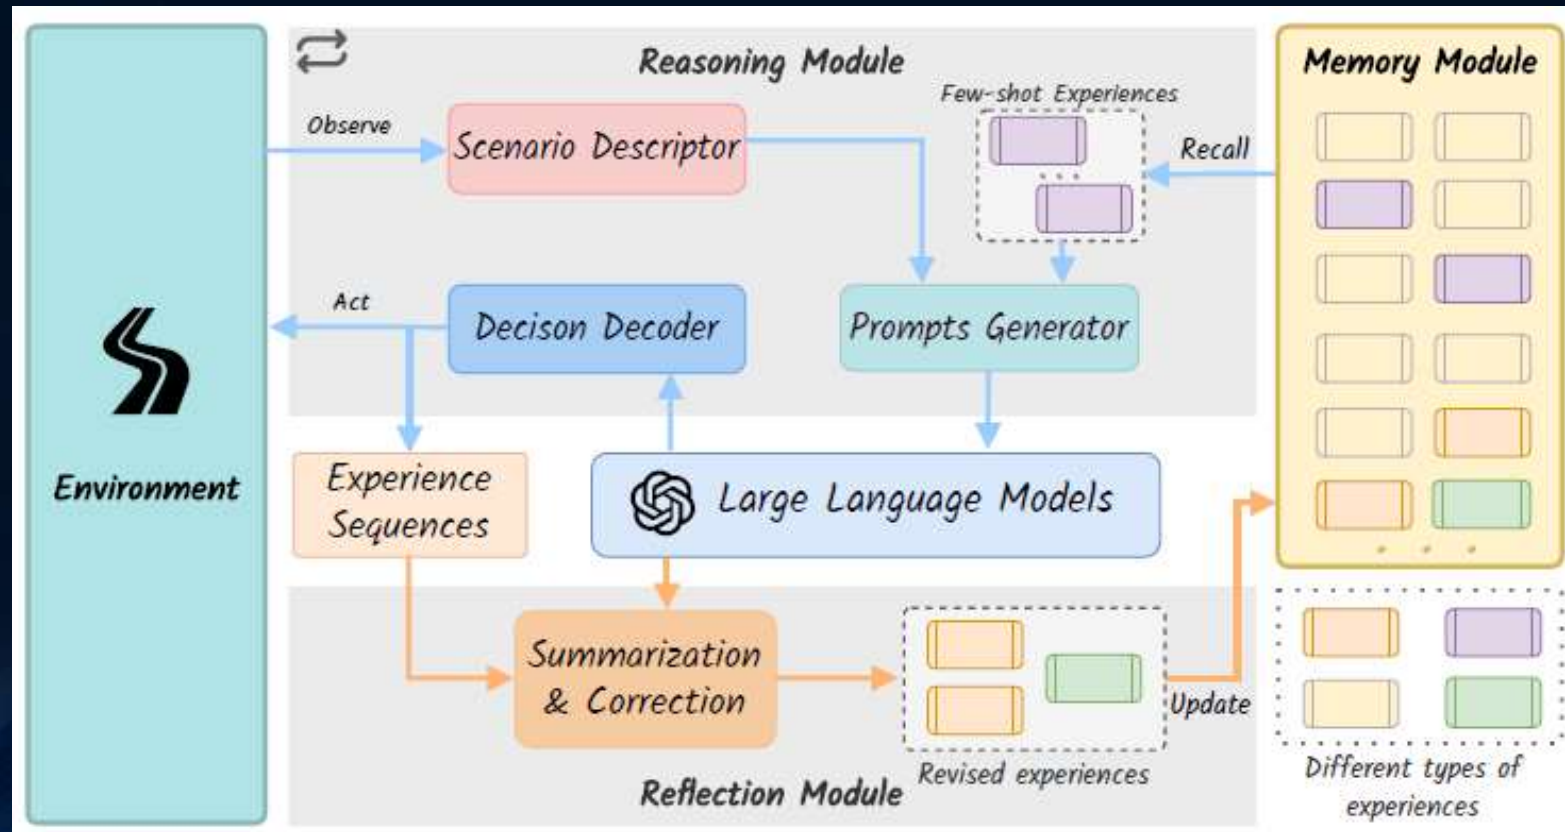 Reasoning Module
Memory Module
Few-shot Experiences
Observe
Scenario Descriptor
Recall
Act
Decison Decoder
Prompts Generator
Environment
Experience
Sequences
Large Language Models
Summarization
& Correction
Update
Revised experiences
Reflection Module
Different types of
experiences